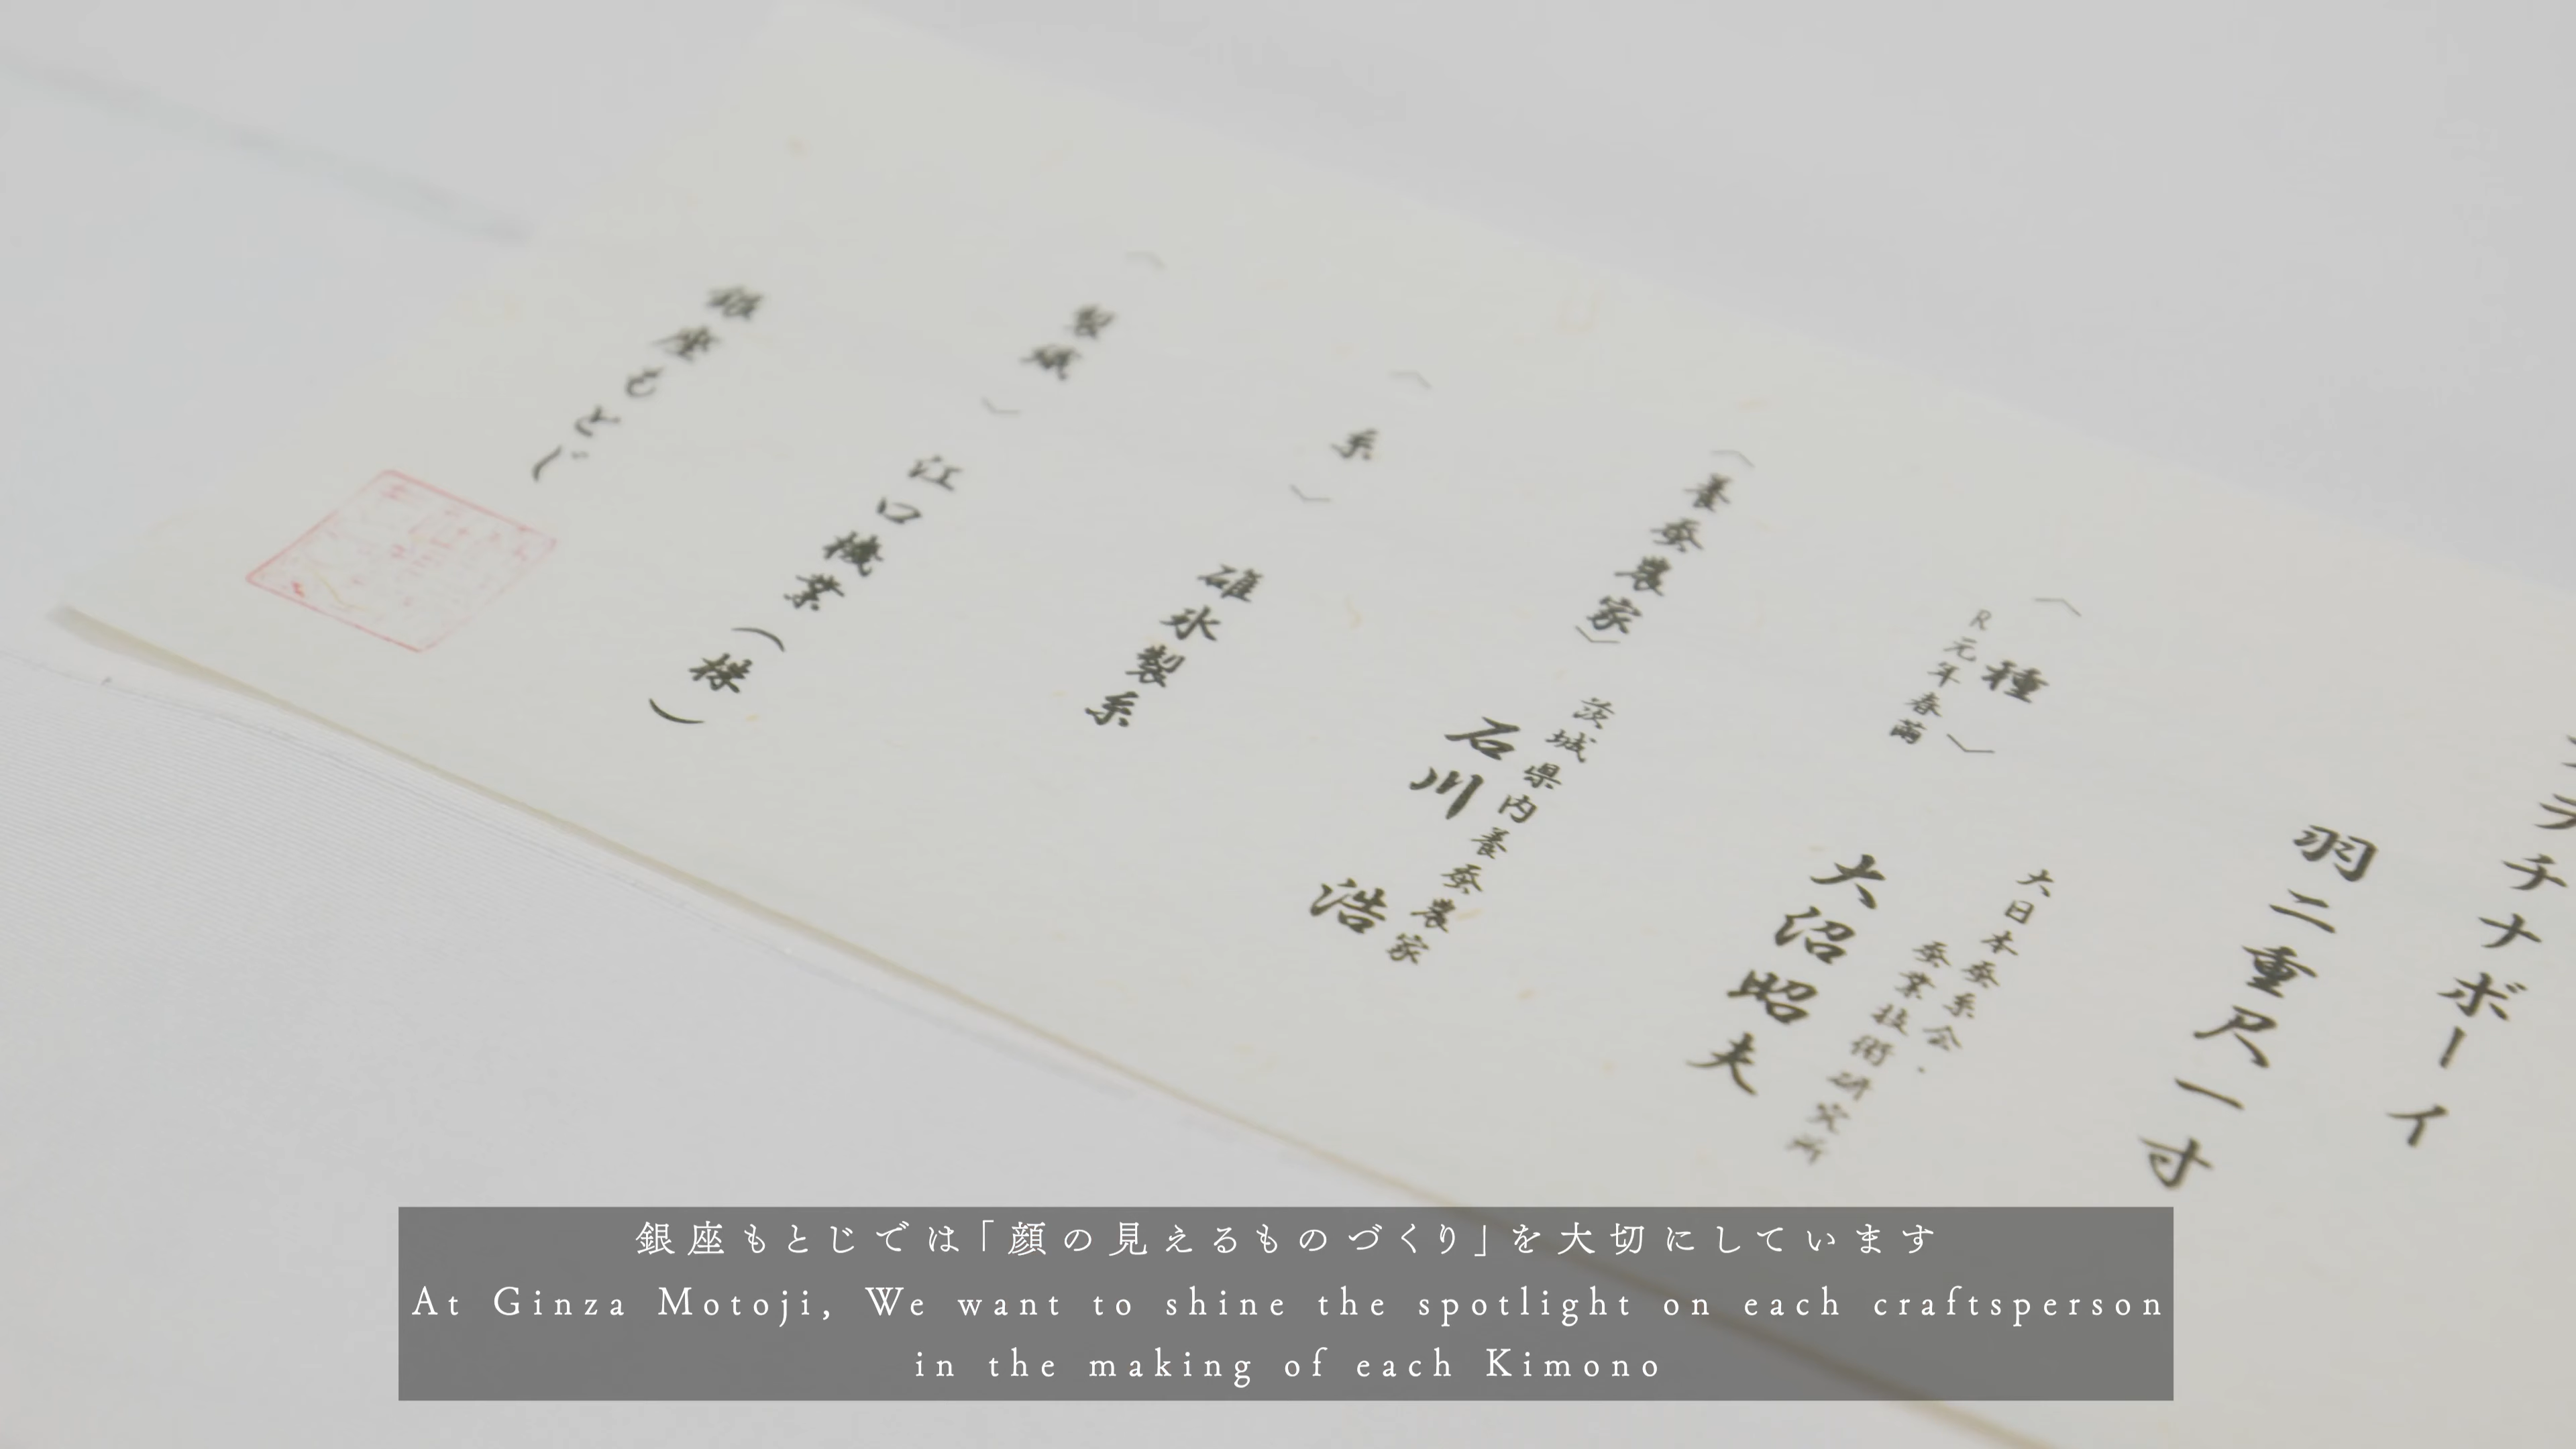 ラチナボーイ
羽二重尺一寸
〈種〉
R元年春繭
大日本蚕糸会・
蚕業技術研究所
大沼昭夫
〈養蚕農家〉
茨城県内養蚕農家
石川 浩
〈糸〉 碓氷製糸
〈製織〉 江口機業(株)
銀座もとじ
銀座もとじでは「顔の見えるものづくり」を大切にしています
At Ginza Motoji, We want to shine the spotlight on each craftsperson
in the making of each Kimono